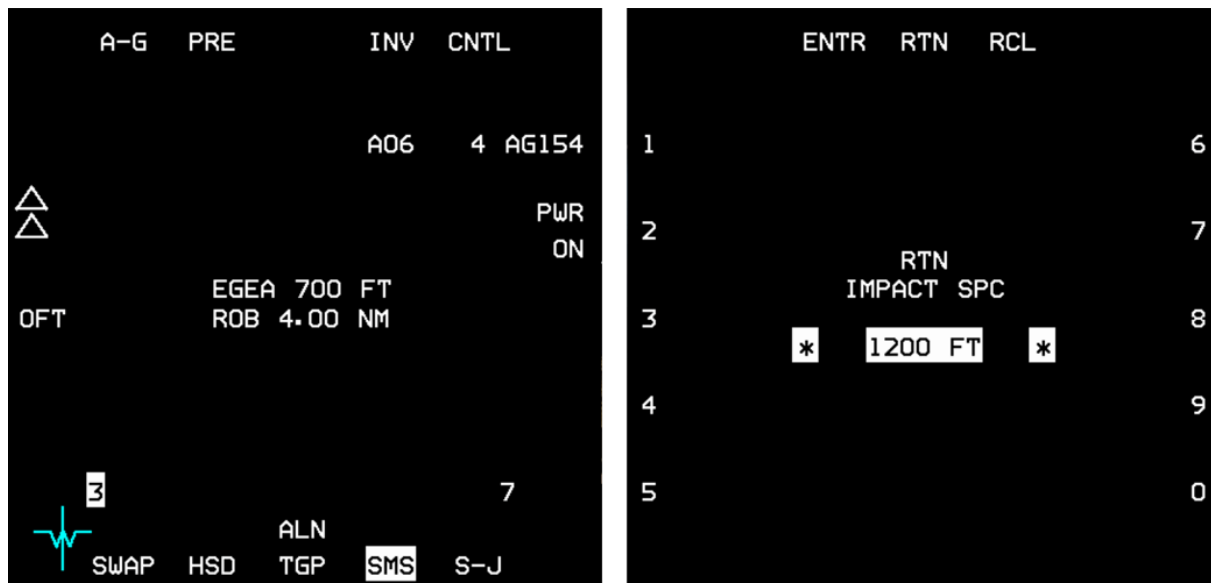 A-G PRE INV CNTL
A06 4 AG154
PWR
ON
EGEA 700 FT
OFT ROB 4.00 NM
3 7
ALN
SWAP HSD TGP SMS S-J
ENTR RTN RCL
1 6
2 7
RTN
IMPACT SPC
3 8
* 1200 FT *
4 9
5 0